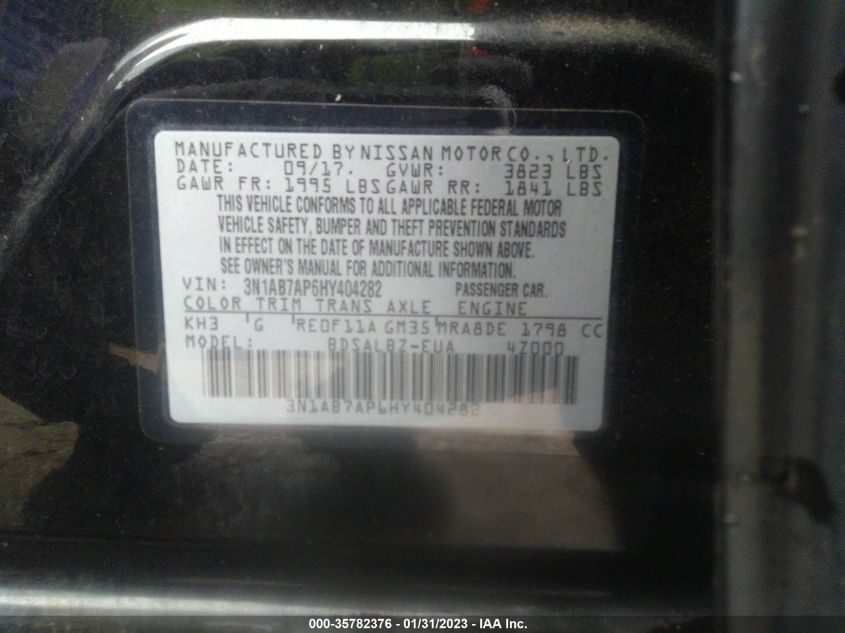 MANUFACTURED BY NISSAN MOTOR CO., LTD.
DATE: 09/17. GVWR: 3823 LBS
GAWR FR: 1995 LBS GAWR RR: 1841 LBS
THIS VEHICLE CONFORMS TO ALL APPLICABLE FEDERAL MOTOR
VEHICLE SAFETY, BUMPER AND THEFT PREVENTION STANDARDS
IN EFFECT ON THE DATE OF MANUFACTURE SHOWN ABOVE.
SEE OWNER'S MANUAL FOR ADDITIONAL INFORMATION.
VIN: 3N1AB7AP6HY404282 PASSENGER CAR.
COLOR TRIM TRANS AXLE ENGINE
KH3 G RE0F11A GM35 MRA8DE 1798 CC
MODEL: BDSALBZ-EUA 4Z000
3N1AB7AP6HY404282
000-35782376 - 01/31/2023 - IAA Inc.